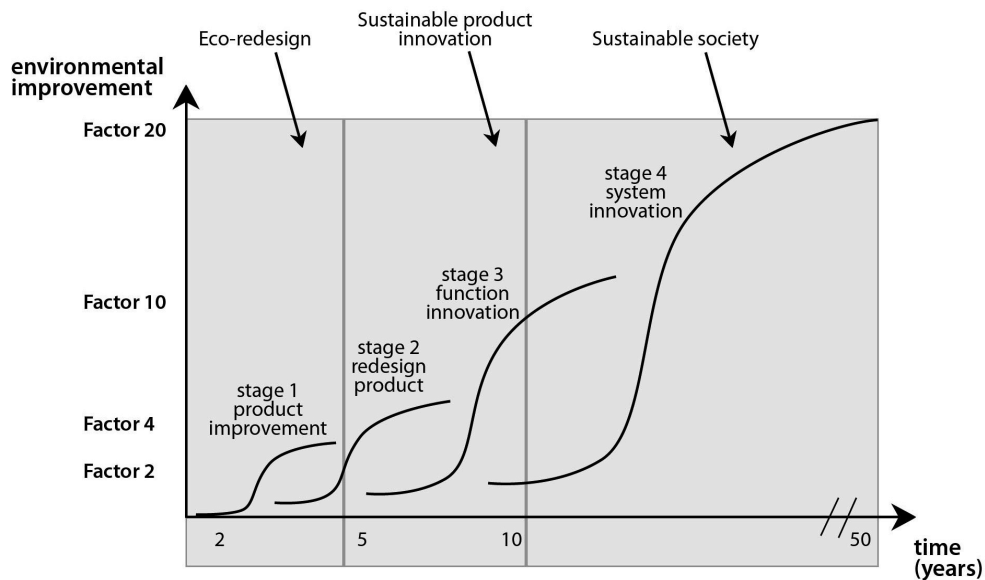 Sustainable product
innovation
Eco-redesign
Sustainable society
environmental
improvement
Factor 20
stage 4
system
innovation
stage 3
function
innovation
Factor 10
stage 2
redesign
product
stage 1
product
improvement
Factor 4
Factor 2
2
5
10
50
time
(years)